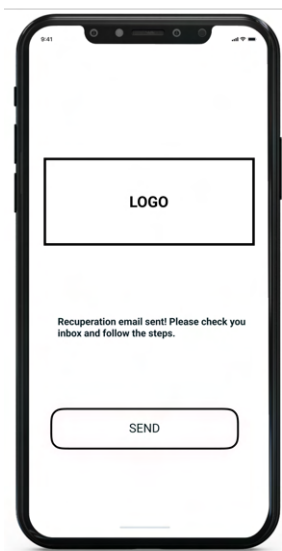 9:41
LOGO
Recuperation email sent! Please check you
inbox and follow the steps.
SEND